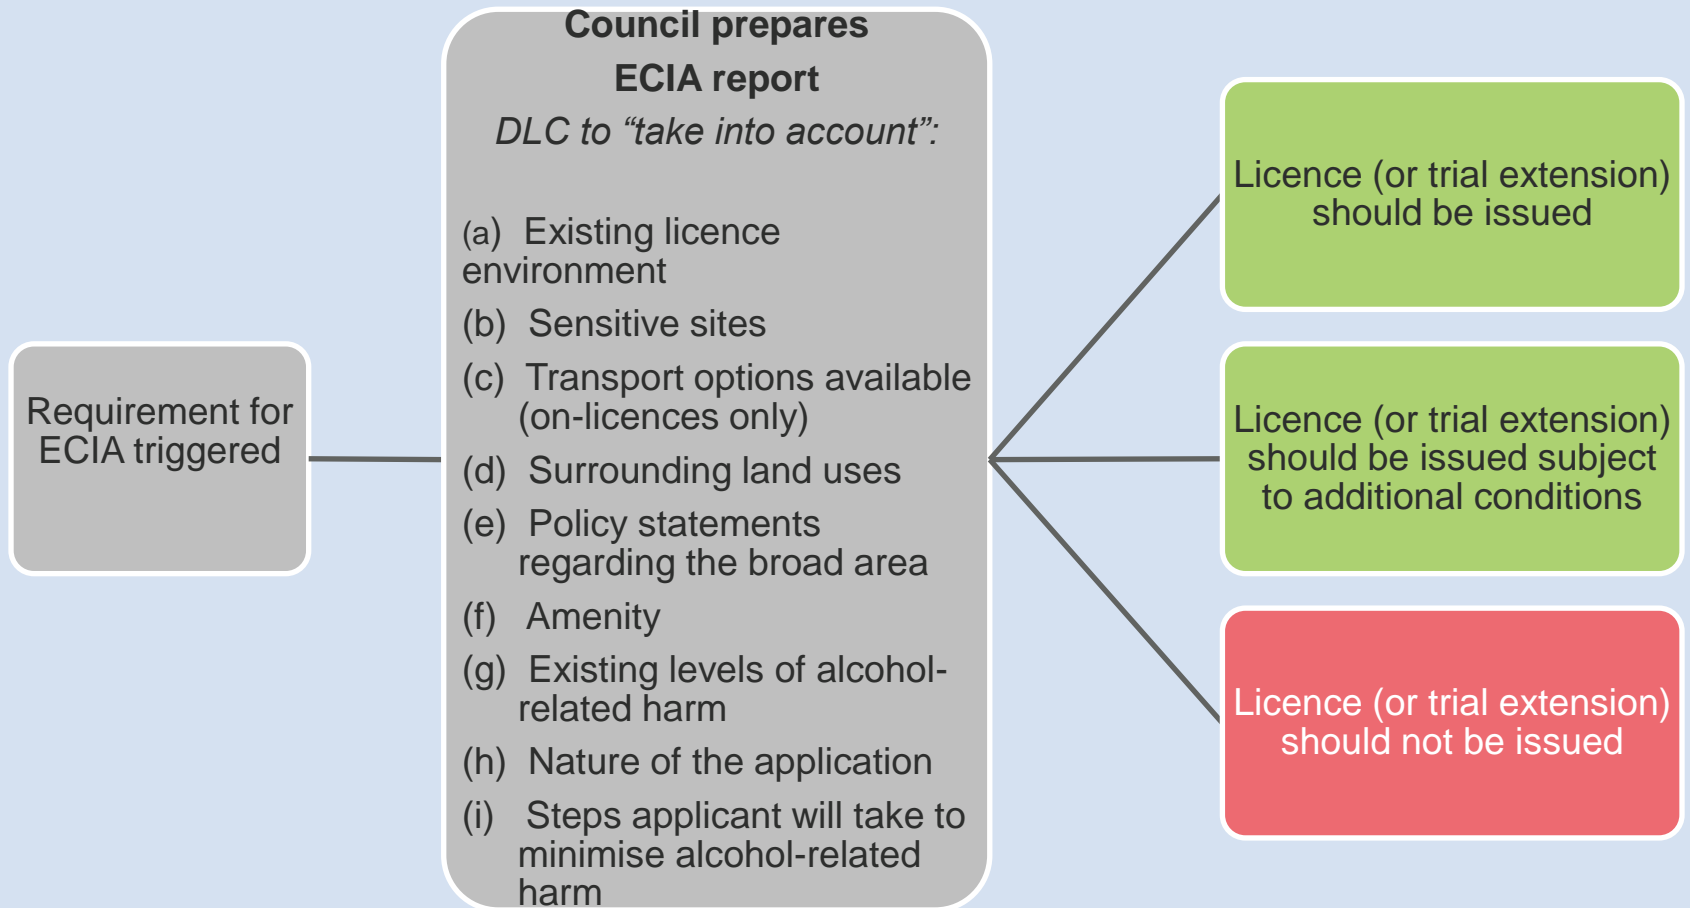 Requirement for
ECIA triggered
Council prepares
ECIA report
DLC to “take into account”:
(a) Existing licence
environment
(b) Sensitive sites
(c) Transport options available
(on-licences only)
(d) Surrounding land uses
(e) Policy statements
regarding the broad area
(f) Amenity
(g) Existing levels of alcohol-
related harm
(h) Nature of the application
(i) Steps applicant will take to
minimise alcohol-related
harm
Licence (or trial extension)
should be issued
Licence (or trial extension)
should be issued subject
to additional conditions
Licence (or trial extension)
should not be issued